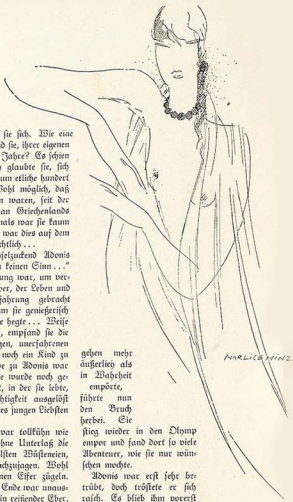 sie sich. Wie eine
d sie, ihrer eigenen
Jahre? Es schien
glaubte sie, sich
um etliche hundert
Wohl möglich, daß
n waren, seit der
an Griechenlands
mals war sie kaum
war dies auf dem
chtlich ...
selzuckend Adonis
keinen Sinn ..."
ung war, um ver-
ber, der Leben und
fahrung gebracht
um sie genießerisch
r hegte ... Weise
, empfand sie die
gen, unerfahrenen
noch ein Kind zu
e zu Adonis war
e wurde noch ge-
t, in der sie lebte,
htigkeit ausgelöst
es jungen Liebsten
war tollkühn wie
ohne Unterlaß die
lsten Wüsteneien,
chzujagen. Wohl
nen Eifer zügeln.
Ende war unaus-
in reißender Eber,
gehen mehr
äußerlich als
in Wahrheit
empörte,
führte nun
den Bruch
herbei. Sie
stieg wieder in den Olymp
empor und fand dort so viele
Abenteuer, wie sie nur wün-
schen mochte.
Adonis war erst sehr be-
trübt, doch tröstete er sich
rasch. Es blieb ihm vorerst
MARLICE HINZ